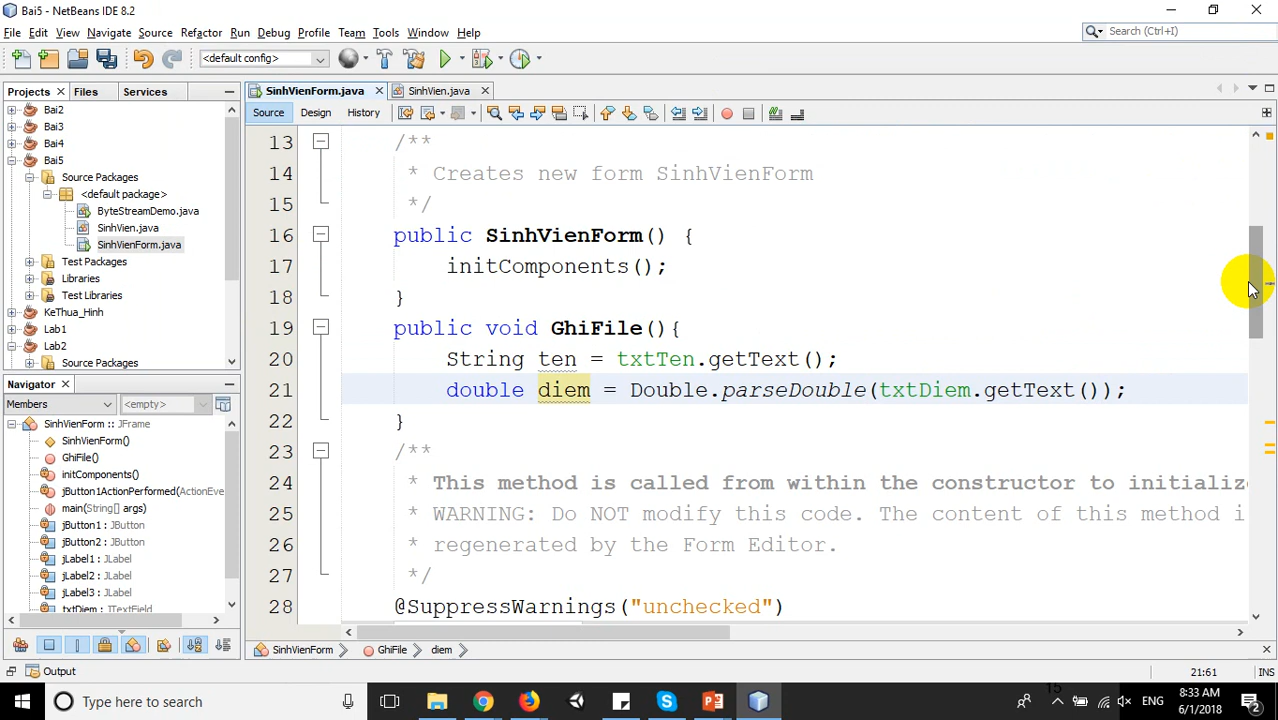 Bai5 - NetBeans IDE 8.2
File Edit View Navigate Source Refactor Run Debug Profile Team Tools Window Help
Search (Ctrl+I)
<default config>
Projects Files Services
SinhVienForm.java SinhVien.java
Source Design History
Bai2
Bai3
Bai4
Bai5
Source Packages
<default package>
ByteStreamDemo.java
SinhVien.java
SinhVienForm.java
Test Packages
Libraries
Test Libraries
KeThua_Hinh
Lab1
Lab2
Source Packages
Navigator
Members <empty>
SinhVienForm :: JFrame
SinhVienForm()
GhiFile()
initComponents()
jButton1ActionPerformed(ActionEve
main(String[] args)
jButton1 : JButton
jButton2 : JButton
jLabel1 : JLabel
jLabel2 : JLabel
jLabel3 : JLabel
txtDiem : JTextField
13 /**
14 * Creates new form SinhVienForm
15 */
16 public SinhVienForm() {
17 initComponents();
18 }
19 public void GhiFile(){
20 String ten = txtTen.getText();
21 double diem = Double.parseDouble(txtDiem.getText());
22 }
23 /**
24 * This method is called from within the constructor to initialize
25 * WARNING: Do NOT modify this code. The content of this method i
26 * regenerated by the Form Editor.
27 */
28 @SuppressWarnings("unchecked")
SinhVienForm GhiFile diem
Output
21:61 INS
Type here to search
15
ENG
8:33 AM
6/1/2018
2